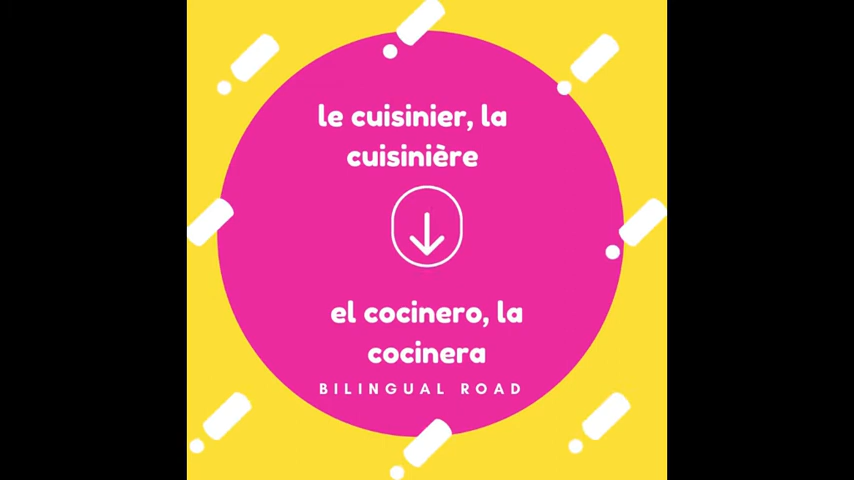 le cuisinier, la
cuisinière
el cocinero, la
cocinera
BILINGUAL ROAD